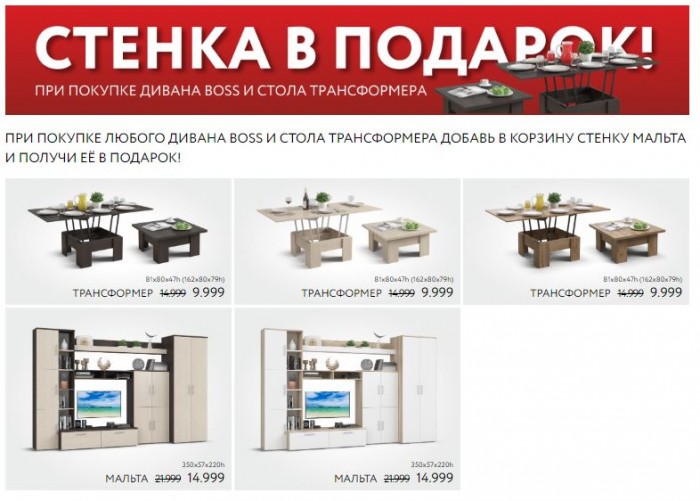 СТЕНКА В ПОДАРОК!
ПРИ ПОКУПКЕ ДИВАНА BOSS И СТОЛА ТРАНСФОРМЕРА
ПРИ ПОКУПКЕ ЛЮБОГО ДИВАНА BOSS И СТОЛА ТРАНСФОРМЕРА ДОБАВЬ В КОРЗИНУ СТЕНКУ МАЛЬТА
И ПОЛУЧИ ЕЁ В ПОДАРОК!
81x80x47h (162x80x79h)
ТРАНСФОРМЕР 14.999 9.999
81x80x47h (162x80x79h)
ТРАНСФОРМЕР 14.999 9.999
81x80x47h (162x80x79h)
ТРАНСФОРМЕР 14.999 9.999
350x57x220h
МАЛЬТА 21.999 14.999
350x57x220h
МАЛЬТА 21.999 14.999